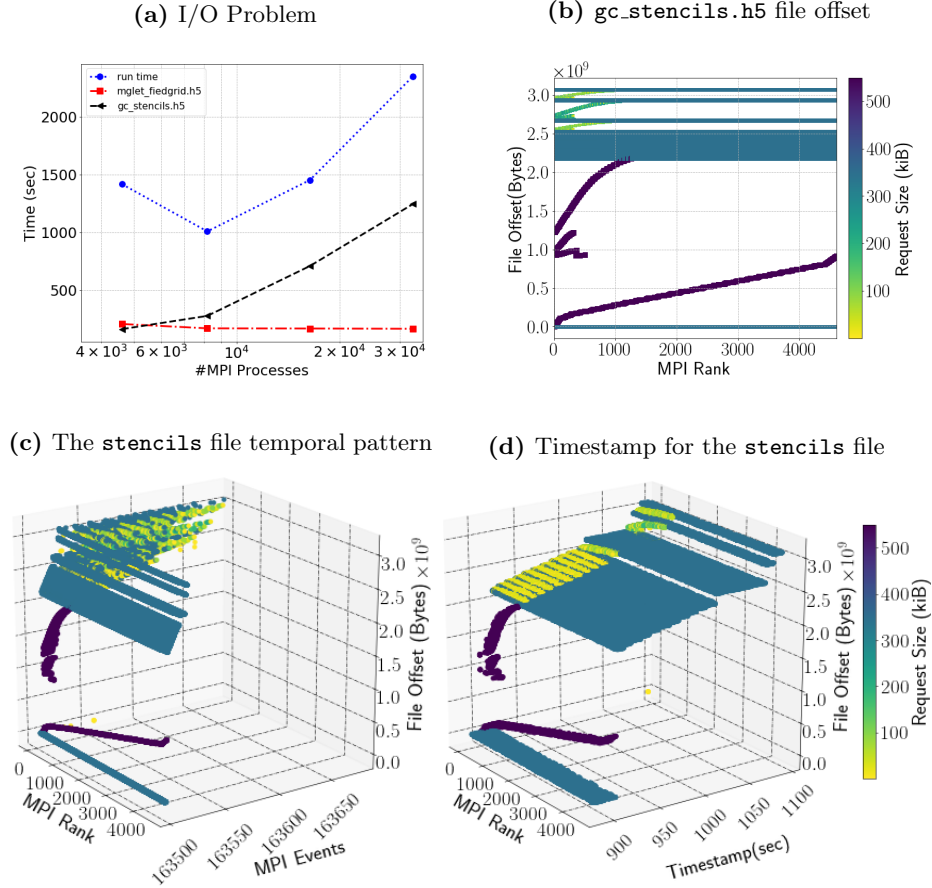 (a) I/O Problem
run time
mglet_fiedgrid.h5
gc_stencils.h5
Time (sec)
2000
1500
1000
500
4 × 10³ 6 × 10³ 10⁴ 2 × 10⁴ 3 × 10⁴
#MPI Processes
(b) gc_stencils.h5 file offset
×10⁹
File Offset(Bytes)
3.0
2.5
2.0
1.5
1.0
0.5
0.0
0 1000 2000 3000 4000
MPI Rank
500
400
300
200
100
Request Size (kiB)
(c) The stencils file temporal pattern
3.0
2.5
2.0
1.5
1.0
0.5
0.0
File Offset (Bytes) ×10⁹
0
1000
2000
3000
4000
MPI Rank
163500
163550
163600
163650
MPI Events
(d) Timestamp for the stencils file
3.0
2.5
2.0
1.5
1.0
0.5
0.0
File Offset (Bytes) ×10⁹
0
1000
2000
3000
4000
MPI Rank
900
950
1000
1050
1100
Timestamp(sec)
500
400
300
200
100
Request Size (kiB)